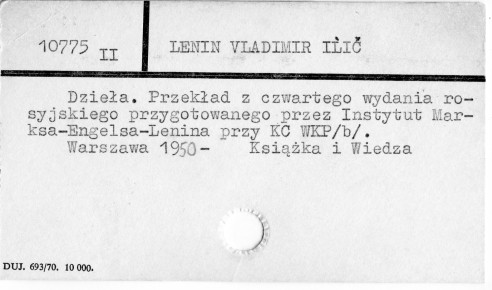 10775 II
LENIN VLADIMIR ILIČ
Dzieła. Przekład z czwartego wydania ro-
syjskiego przygotowanego przez Instytut Mar-
ksa-Engelsa-Lenina przy KC WKP/b/.
Warszawa 1950- Książka i Wiedza
DUJ. 693/70. 10 000.